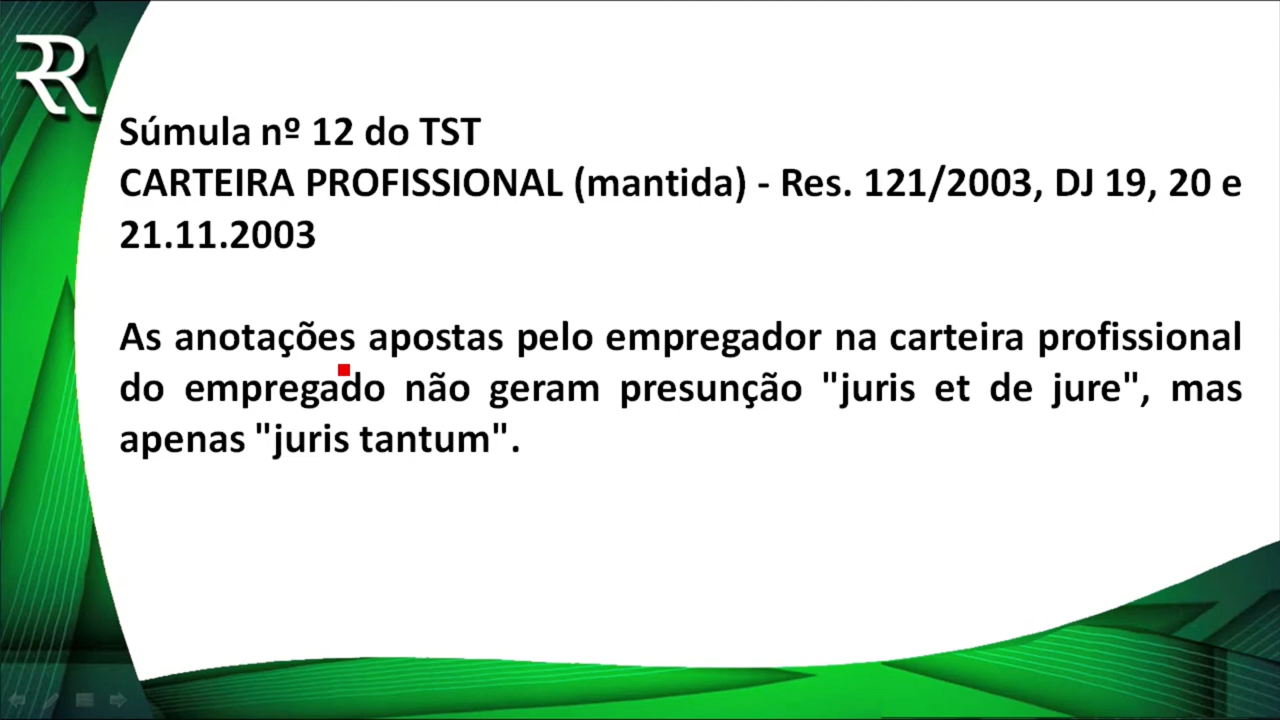 RR
Súmula nº 12 do TST
CARTEIRA PROFISSIONAL (mantida) - Res. 121/2003, DJ 19, 20 e
21.11.2003
As anotações apostas pelo empregador na carteira profissional
do empregado não geram presunção "juris et de jure", mas
apenas "juris tantum".